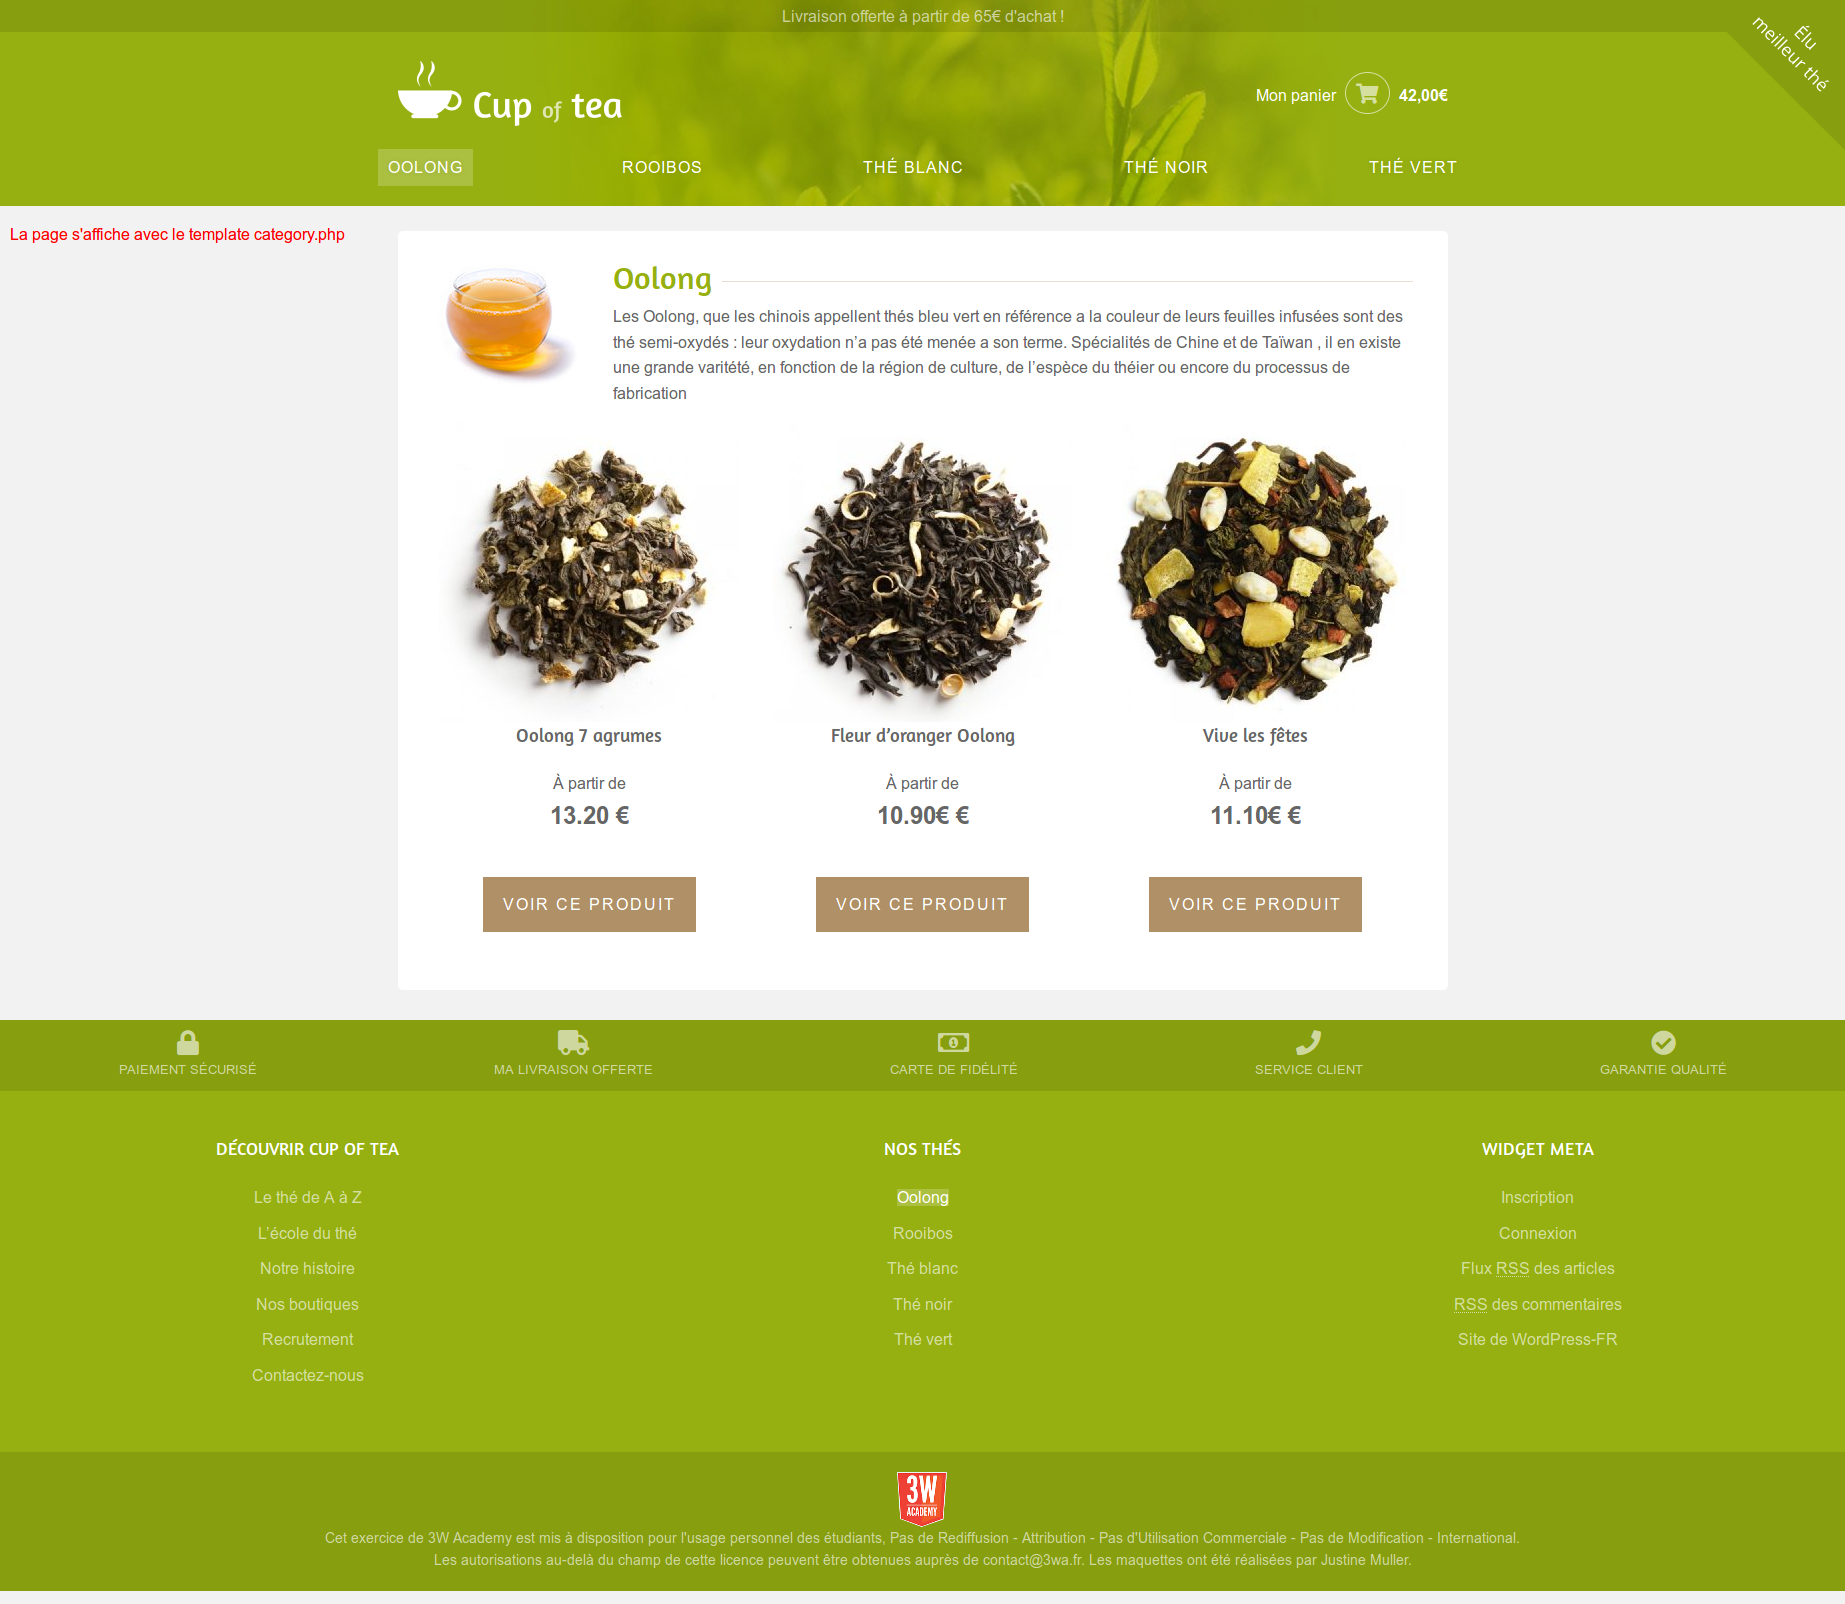 Livraison offerte à partir de 65€ d'achat !
Élu
meilleur thé
Cup of tea
Mon panier 42,00€
OOLONG ROOIBOS THÉ BLANC THÉ NOIR THÉ VERT
La page s'affiche avec le template category.php
Oolong
Les Oolong, que les chinois appellent thés bleu vert en référence a la couleur de leurs feuilles infusées sont des
thé semi-oxydés : leur oxydation n’a pas été menée a son terme. Spécialités de Chine et de Taïwan , il en existe
une grande varitété, en fonction de la région de culture, de l’espèce du théier ou encore du processus de
fabrication
Oolong 7 agrumes
À partir de
13.20 €
VOIR CE PRODUIT
Fleur d’oranger Oolong
À partir de
10.90€ €
VOIR CE PRODUIT
Vive les fêtes
À partir de
11.10€ €
VOIR CE PRODUIT
PAIEMENT SÉCURISÉ
MA LIVRAISON OFFERTE
CARTE DE FIDÉLITÉ
SERVICE CLIENT
GARANTIE QUALITÉ
DÉCOUVRIR CUP OF TEA
Le thé de A à Z
L’école du thé
Notre histoire
Nos boutiques
Recrutement
Contactez-nous
NOS THÉS
Oolong
Rooibos
Thé blanc
Thé noir
Thé vert
WIDGET META
Inscription
Connexion
Flux RSS des articles
RSS des commentaires
Site de WordPress-FR
3W
ACADEMY
Cet exercice de 3W Academy est mis à disposition pour l'usage personnel des étudiants, Pas de Rediffusion - Attribution - Pas d'Utilisation Commerciale - Pas de Modification - International.
Les autorisations au-delà du champ de cette licence peuvent être obtenues auprès de contact@3wa.fr. Les maquettes ont été réalisées par Justine Muller.